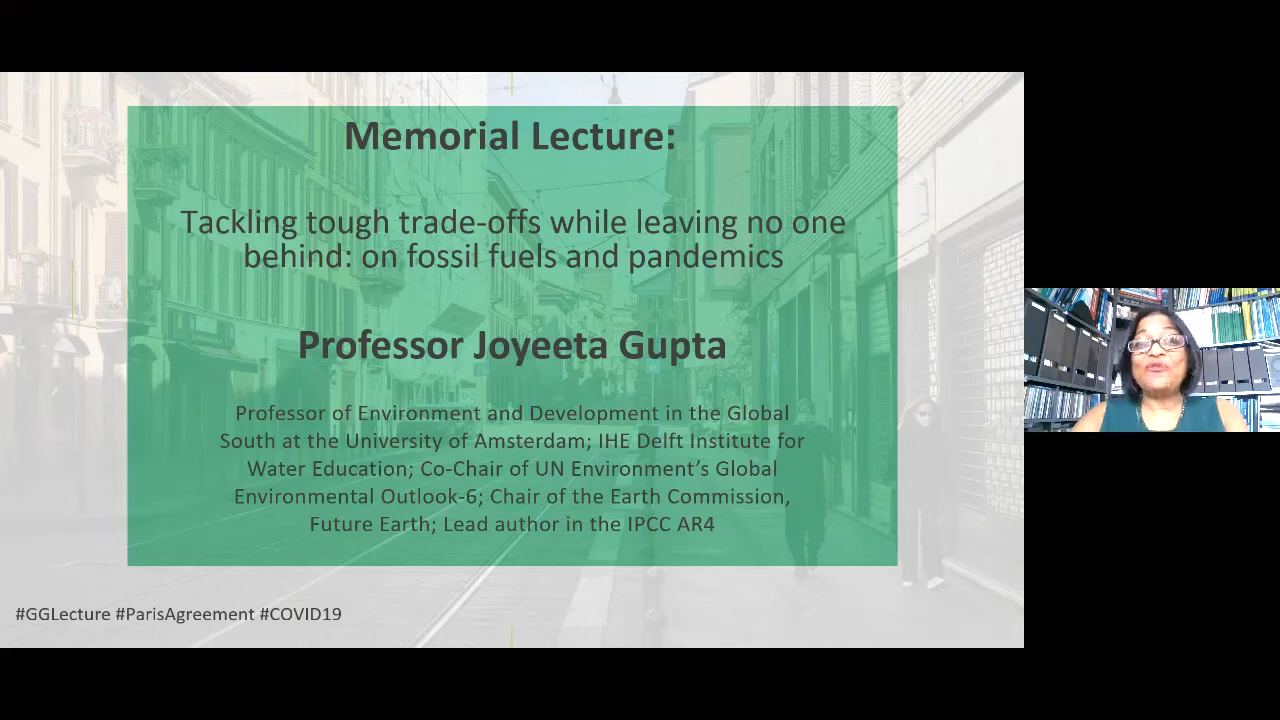 Memorial Lecture:
Tackling tough trade-offs while leaving no one
behind: on fossil fuels and pandemics
Professor Joyeeta Gupta
Professor of Environment and Development in the Global
South at the University of Amsterdam; IHE Delft Institute for
Water Education; Co-Chair of UN Environment's Global
Environmental Outlook-6; Chair of the Earth Commission,
Future Earth; Lead author in the IPCC AR4
#GGLecture #ParisAgreement #COVID19